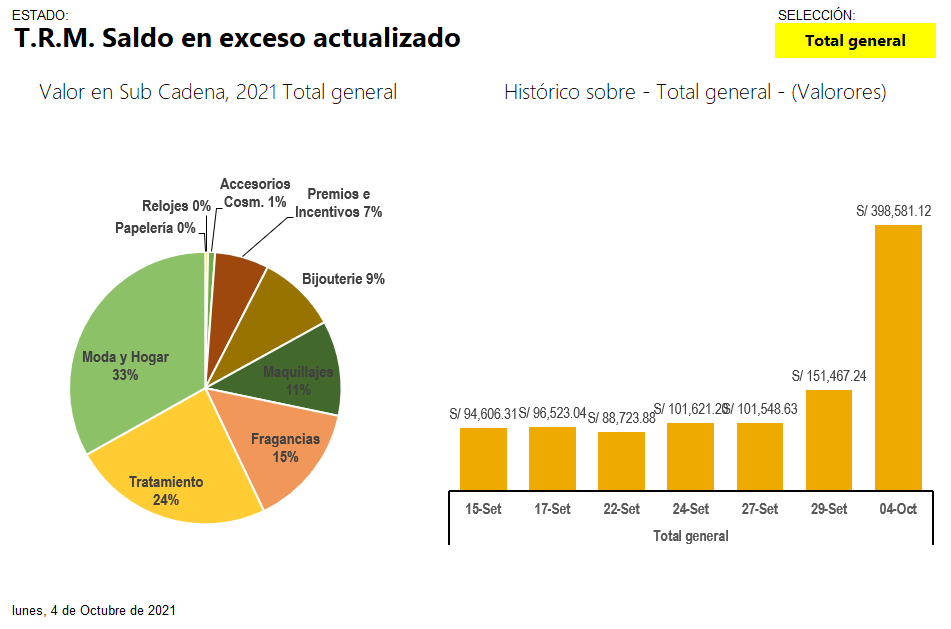 ESTADO:
SELECCIÓN:
T.R.M. Saldo en exceso actualizado
Total general
Valor en Sub Cadena, 2021 Total general
Histórico sobre - Total general - (Valorores)
Relojes 0%
Papelería 0%
Accesorios
Cosm. 1%
Premios e
Incentivos 7%
Bijouterie 9%
Maquillajes
11%
Fragancias
15%
Tratamiento
24%
Moda y Hogar
33%
S/ 94,606.31
S/ 96,523.04
S/ 88,723.88
S/ 101,621.20
S/ 101,548.63
S/ 151,467.24
S/ 398,581.12
15-Set
17-Set
22-Set
24-Set
27-Set
29-Set
04-Oct
Total general
lunes, 4 de Octubre de 2021